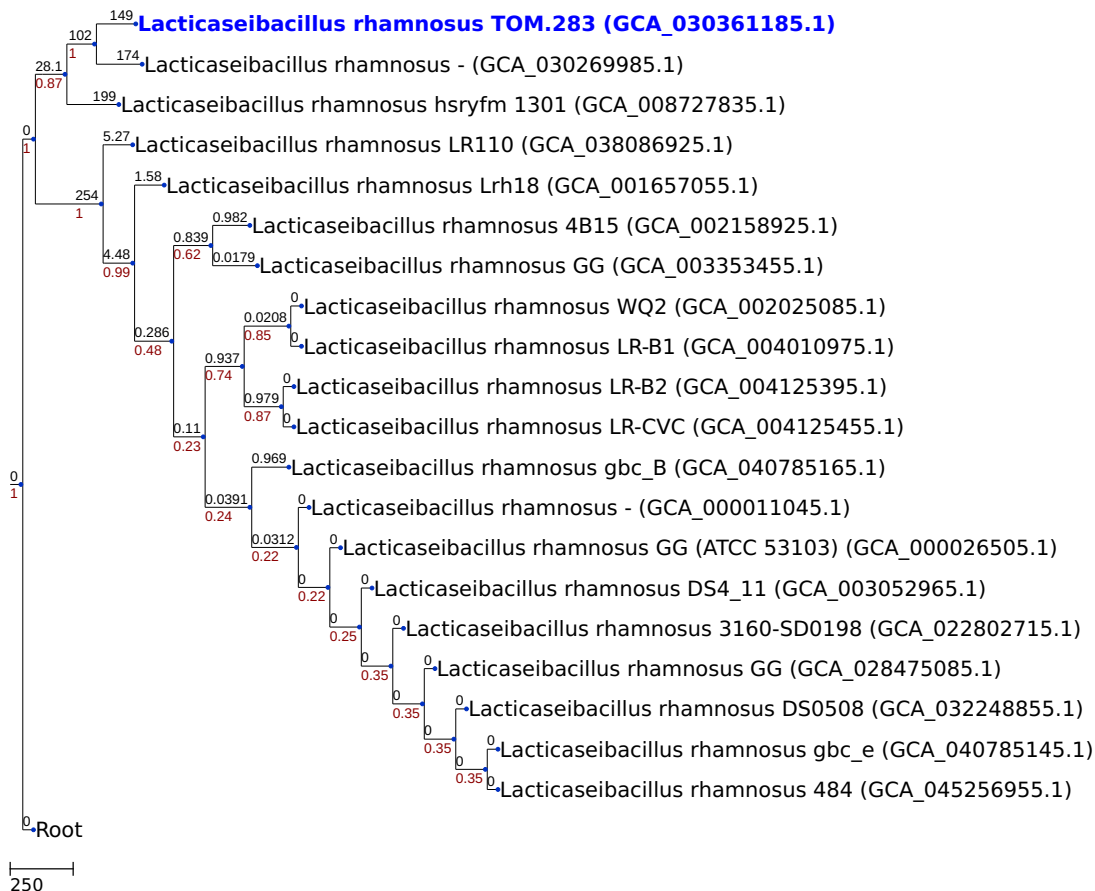 149
Lacticaseibacillus rhamnosus TOM.283 (GCA_030361185.1)
102
1
174
Lacticaseibacillus rhamnosus - (GCA_030269985.1)
28.1
0.87
199
Lacticaseibacillus rhamnosus hsryfm 1301 (GCA_008727835.1)
0
1
5.27
Lacticaseibacillus rhamnosus LR110 (GCA_038086925.1)
254
1
1.58
Lacticaseibacillus rhamnosus Lrh18 (GCA_001657055.1)
4.48
0.99
0.982
Lacticaseibacillus rhamnosus 4B15 (GCA_002158925.1)
0.839
0.62
0.0179
Lacticaseibacillus rhamnosus GG (GCA_003353455.1)
0.286
0.48
0
Lacticaseibacillus rhamnosus WQ2 (GCA_002025085.1)
0.0208
0.85
0
Lacticaseibacillus rhamnosus LR-B1 (GCA_004010975.1)
0.937
0.74
0
Lacticaseibacillus rhamnosus LR-B2 (GCA_004125395.1)
0.979
0.87
0
Lacticaseibacillus rhamnosus LR-CVC (GCA_004125455.1)
0.11
0.23
0.969
Lacticaseibacillus rhamnosus gbc_B (GCA_040785165.1)
0
1
0.0391
0.24
0
Lacticaseibacillus rhamnosus - (GCA_000011045.1)
0.0312
0.22
0
Lacticaseibacillus rhamnosus GG (ATCC 53103) (GCA_000026505.1)
0
0.22
0
Lacticaseibacillus rhamnosus DS4_11 (GCA_003052965.1)
0
0.25
0
Lacticaseibacillus rhamnosus 3160-SD0198 (GCA_022802715.1)
0
0.35
0
Lacticaseibacillus rhamnosus GG (GCA_028475085.1)
0
0.35
0
Lacticaseibacillus rhamnosus DS0508 (GCA_032248855.1)
0
0.35
0
Lacticaseibacillus rhamnosus gbc_e (GCA_040785145.1)
0
0.35
0
Lacticaseibacillus rhamnosus 484 (GCA_045256955.1)
0
Root
250